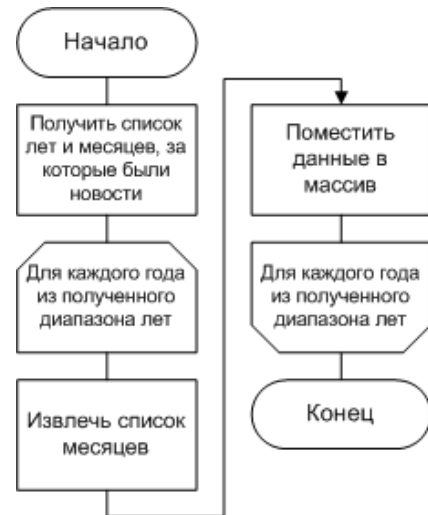 Начало
Получить список
лет и месяцев, за
которые были
новости
Для каждого года
из полученного
диапазона лет
Извлечь список
месяцев
Поместить
данные в
массив
Для каждого года
из полученного
диапазона лет
Конец